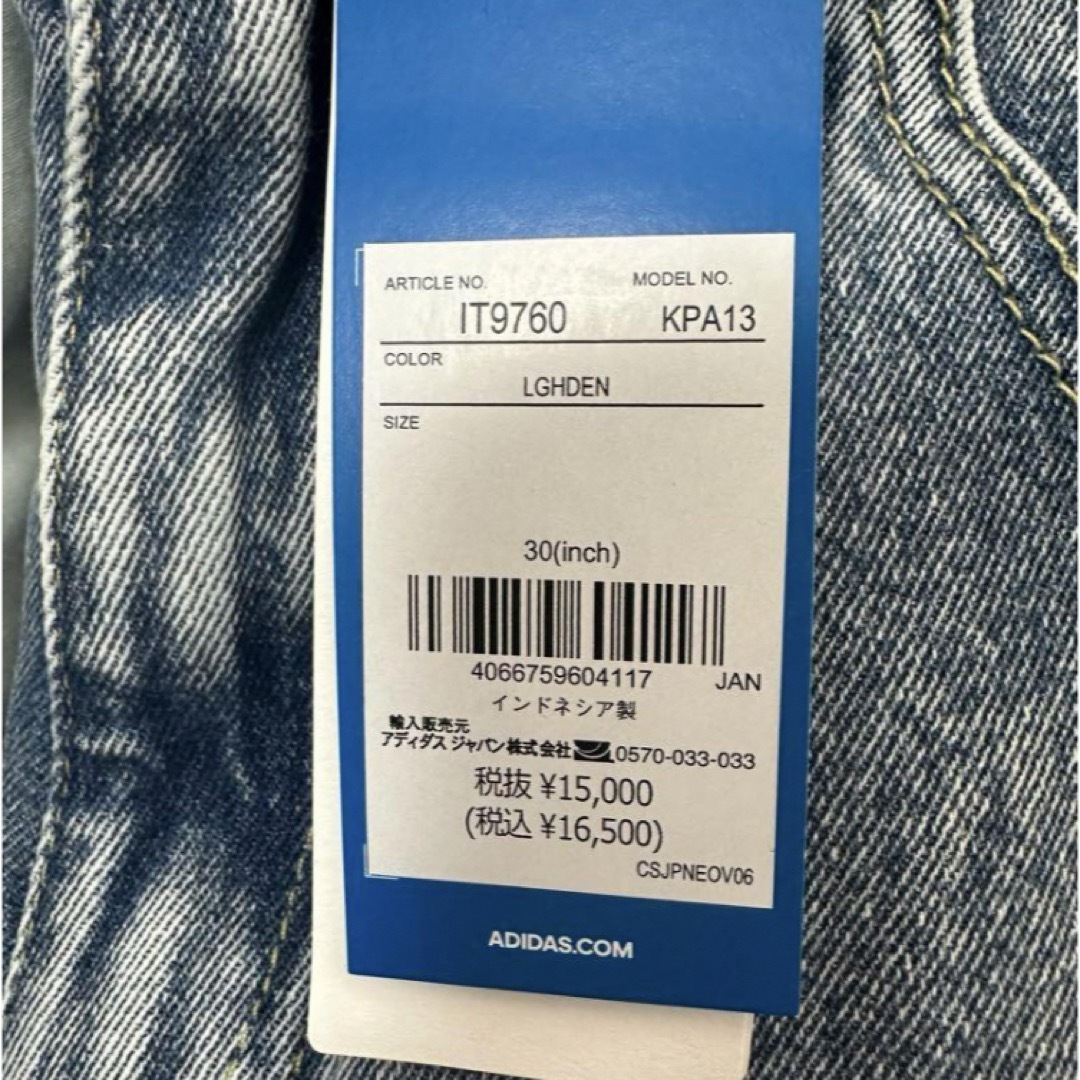 ARTICLE NO. MODEL NO.
IT9760 KPA13
COLOR
LGHDEN
SIZE
30(inch)
4066759604117 JAN
インドネシア製
輸入販売元
アディダス ジャパン株式会社 0570-033-033
税抜 ¥15,000
(税込 ¥16,500)
CSJPNEOV06
ADIDAS.COM